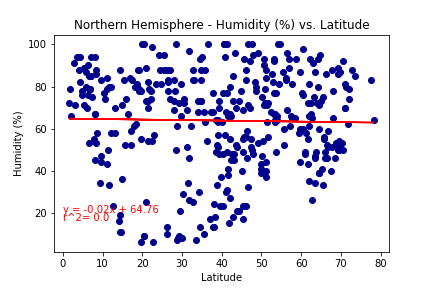 Northern Hemisphere - Humidity (%) vs. Latitude
100
80
60
40
20
Humidity (%)
y = -0.02x + 64.76
r^2= 0.0
0 10 20 30 40 50 60 70 80
Latitude